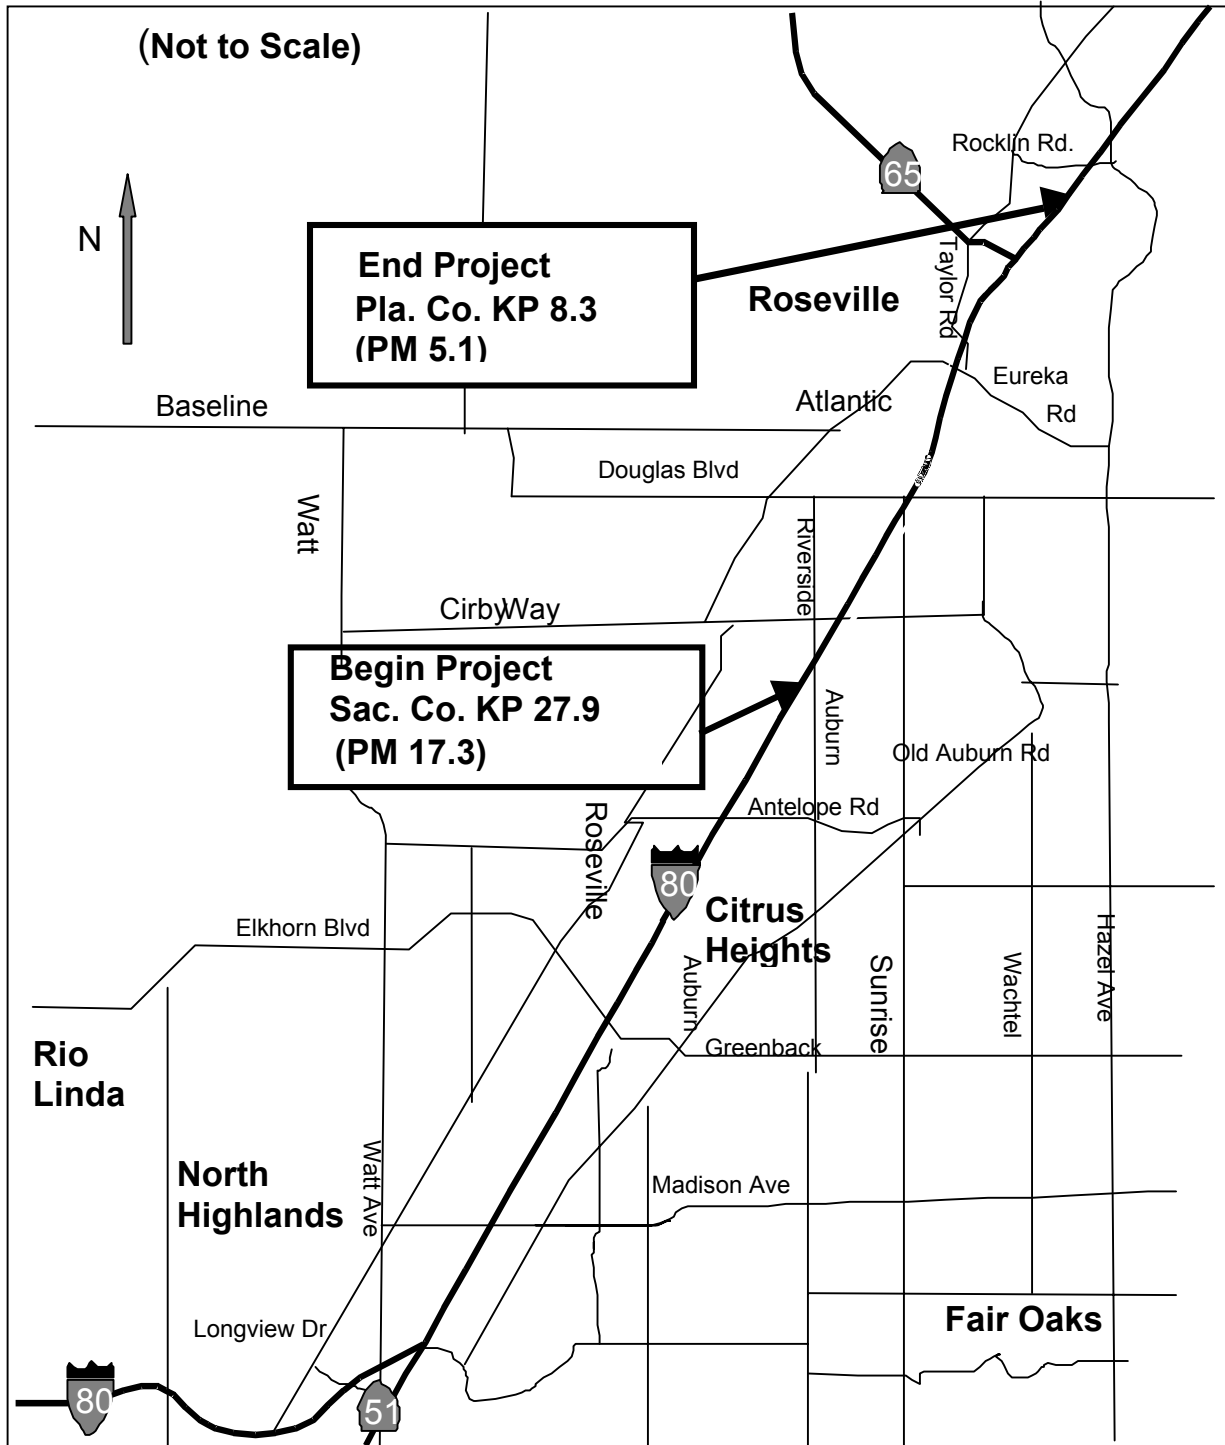 (Not to Scale)
Rocklin Rd.
65
N
End Project
Pla. Co. KP 8.3
(PM 5.1)
Roseville
Taylor Rd
Eureka
Rd
Baseline
Atlantic
Douglas Blvd
Watt
Riverside
CirbyWay
Begin Project
Sac. Co. KP 27.9
(PM 17.3)
Auburn
Old Auburn Rd
Antelope Rd
Roseville
80
Citrus
Heights
Elkhorn Blvd
Auburn
Sunrise
Wachtel
Hazel Ave
Greenback
Rio
Linda
North
Highlands
Watt Ave
Madison Ave
Longview Dr
Fair Oaks
80
51